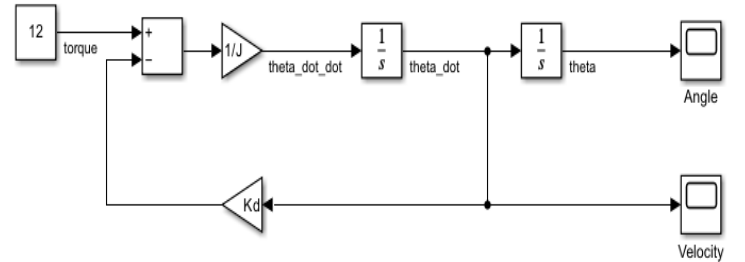 12
torque
+
−
1/J
theta_dot_dot
1
s
theta_dot
1
s
theta
Angle
Kd
Velocity